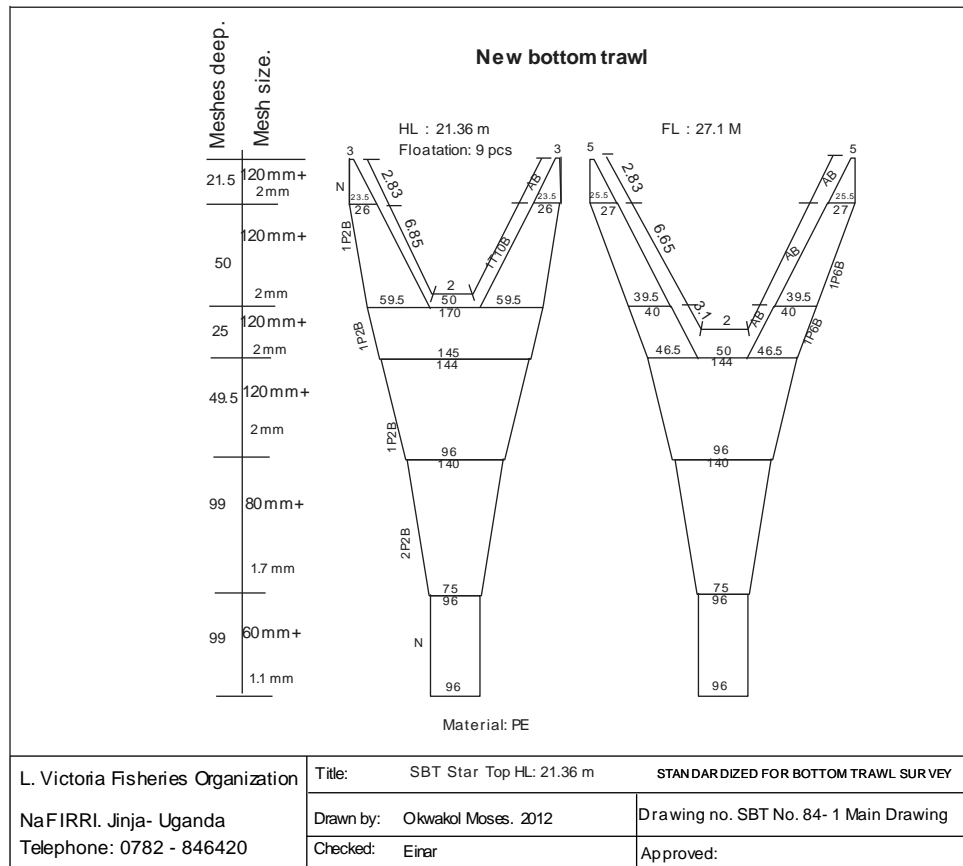 New bottom trawl
Meshes deep.
Mesh size.
HL : 21.36 m
Floatation: 9 pcs
FL : 27.1 M
3 3 5 5
21.5 120mm+
2mm
N 2.83 AB 2.83 AB
23.5 23.5 25.5 25.5
26 26 27 27
120mm+
50
2mm
1P2B 6.85 1T10B 6.65 AB 1P6B
2
59.5 50 59.5 39.5 39.5
170 40 40
120mm+
25
2mm
1P2B 3.1 2 AB 1P6B
145 46.5 50 46.5
144 144
49.5 120mm+
2mm
1P2B
96 96
140 140
99 80mm+
1.7 mm
2P2B
75 75
96 96
99 60mm+
1.1 mm
N
96 96
Material: PE
L. Victoria Fisheries Organization
NaFIRRI. Jinja- Uganda
Telephone: 0782 - 846420
Title: SBT Star Top HL: 21.36 m STANDARDIZED FOR BOTTOM TRAWL SURVEY
Drawn by: Okwakol Moses. 2012 Drawing no. SBT No. 84- 1 Main Drawing
Checked: Einar Approved: